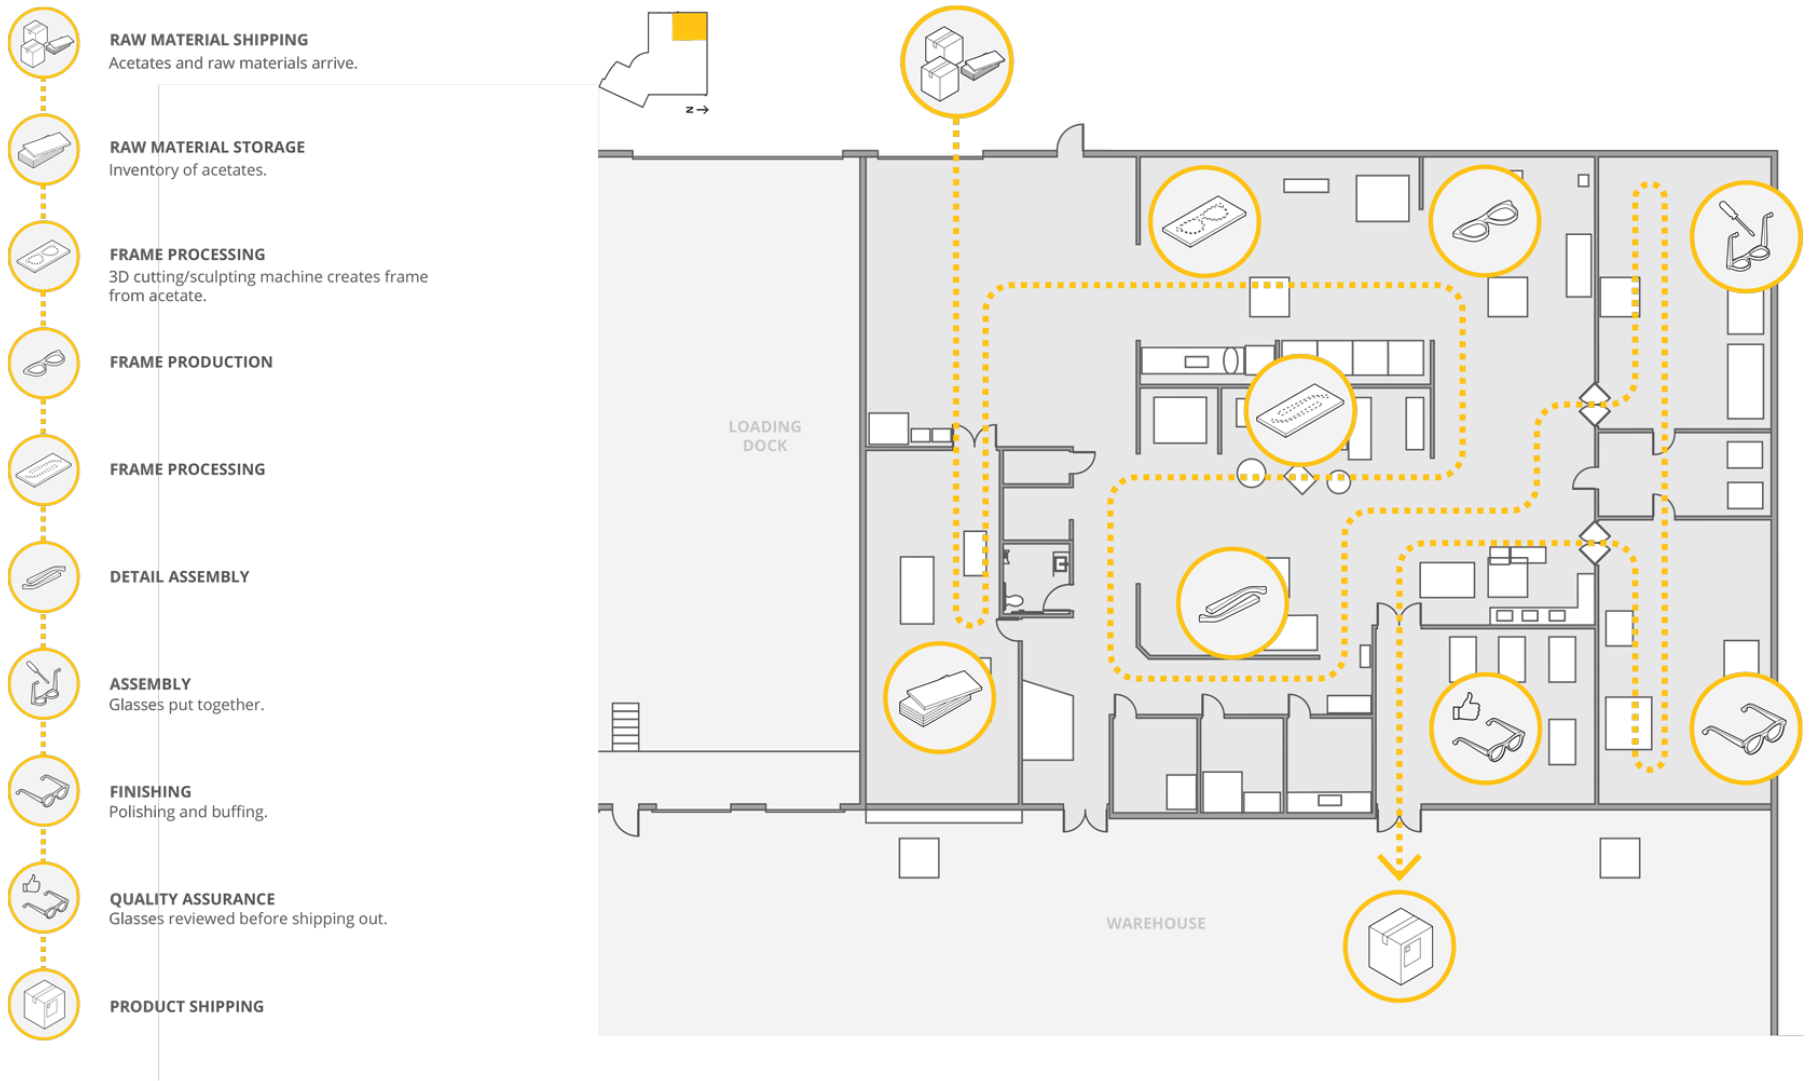 RAW MATERIAL SHIPPING
Acetates and raw materials arrive.
RAW MATERIAL STORAGE
Inventory of acetates.
FRAME PROCESSING
3D cutting/sculpting machine creates frame
from acetate.
FRAME PRODUCTION
FRAME PROCESSING
DETAIL ASSEMBLY
ASSEMBLY
Glasses put together.
FINISHING
Polishing and buffing.
QUALITY ASSURANCE
Glasses reviewed before shipping out.
PRODUCT SHIPPING
N
LOADING
DOCK
WAREHOUSE